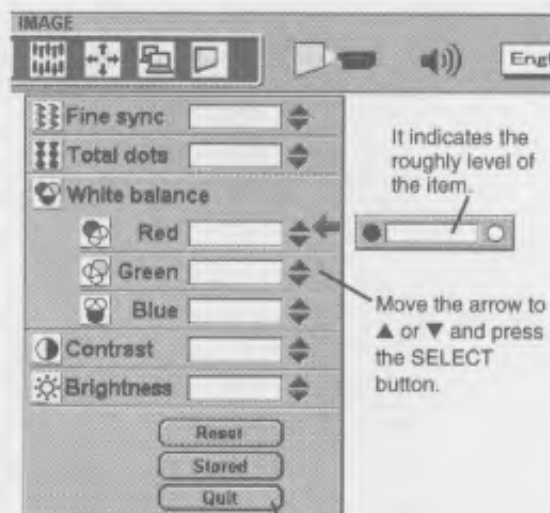 IMAGE
Engl
Fine sync
Total dots
White balance
Red
Green
Blue
Contrast
Brightness
Reset
Stored
Quit
It indicates the
roughly level of
the item.
Move the arrow to
▲ or ▼ and press
the SELECT
button.